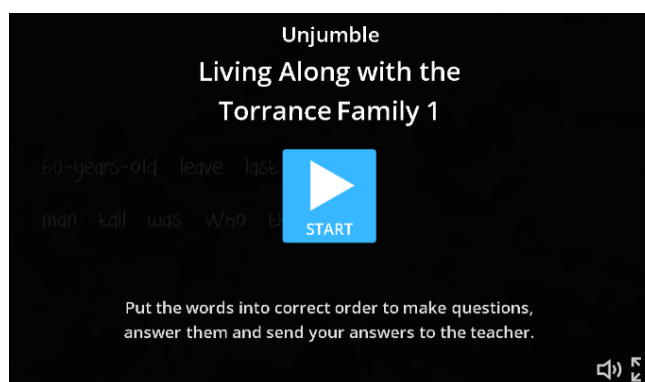 Unjumble
Living Along with the
Torrance Family 1
60-years-old leave last
man tall was Who
START
Put the words into correct order to make questions,
answer them and send your answers to the teacher.